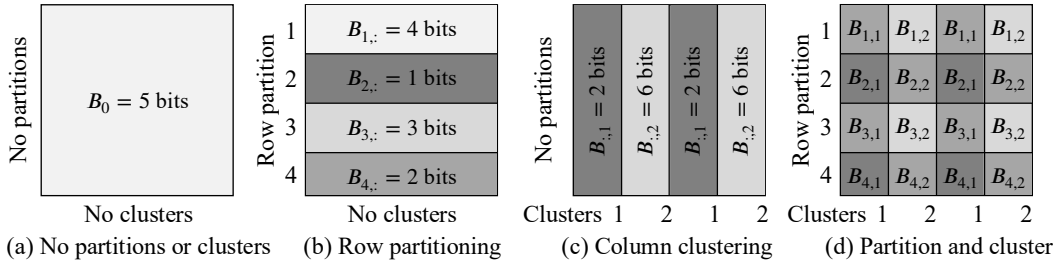 No partitions
B₀ = 5 bits
No clusters
(a) No partitions or clusters
Row partition
1
2
3
4
B₁,: = 4 bits
B₂,: = 1 bits
B₃,: = 3 bits
B₄,: = 2 bits
No clusters
(b) Row partitioning
No partitions
B:,₁ = 2 bits
B:,₂ = 6 bits
B:,₁ = 2 bits
B:,₂ = 6 bits
Clusters 1 2 1 2
(c) Column clustering
Row partition
1 B₁,₁ B₁,₂ B₁,₁ B₁,₂
2 B₂,₁ B₂,₂ B₂,₁ B₂,₂
3 B₃,₁ B₃,₂ B₃,₁ B₃,₂
4 B₄,₁ B₄,₂ B₄,₁ B₄,₂
Clusters 1 2 1 2
(d) Partition and cluster